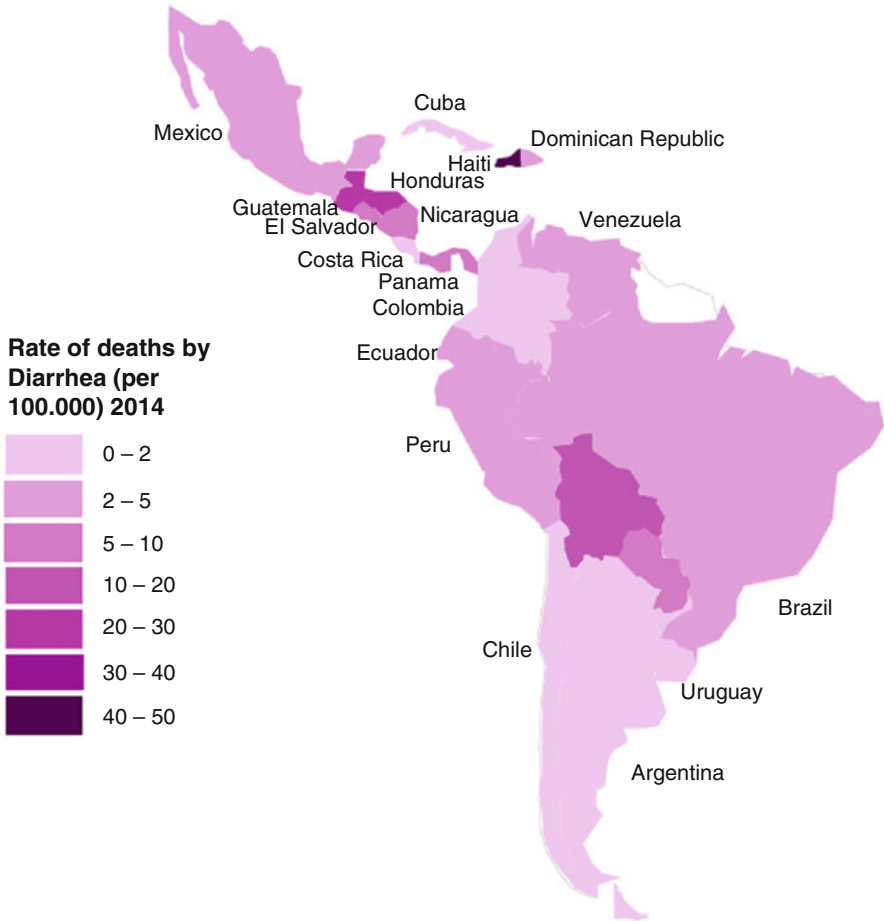 Cuba
Mexico
Dominican Republic
Haiti
Honduras
Guatemala
Nicaragua
El Salvador
Venezuela
Costa Rica
Panama
Colombia
Ecuador
Rate of deaths by
Diarrhea (per
100.000) 2014
Peru
0 – 2
2 – 5
5 – 10
10 – 20
20 – 30
30 – 40
40 – 50
Brazil
Chile
Uruguay
Argentina